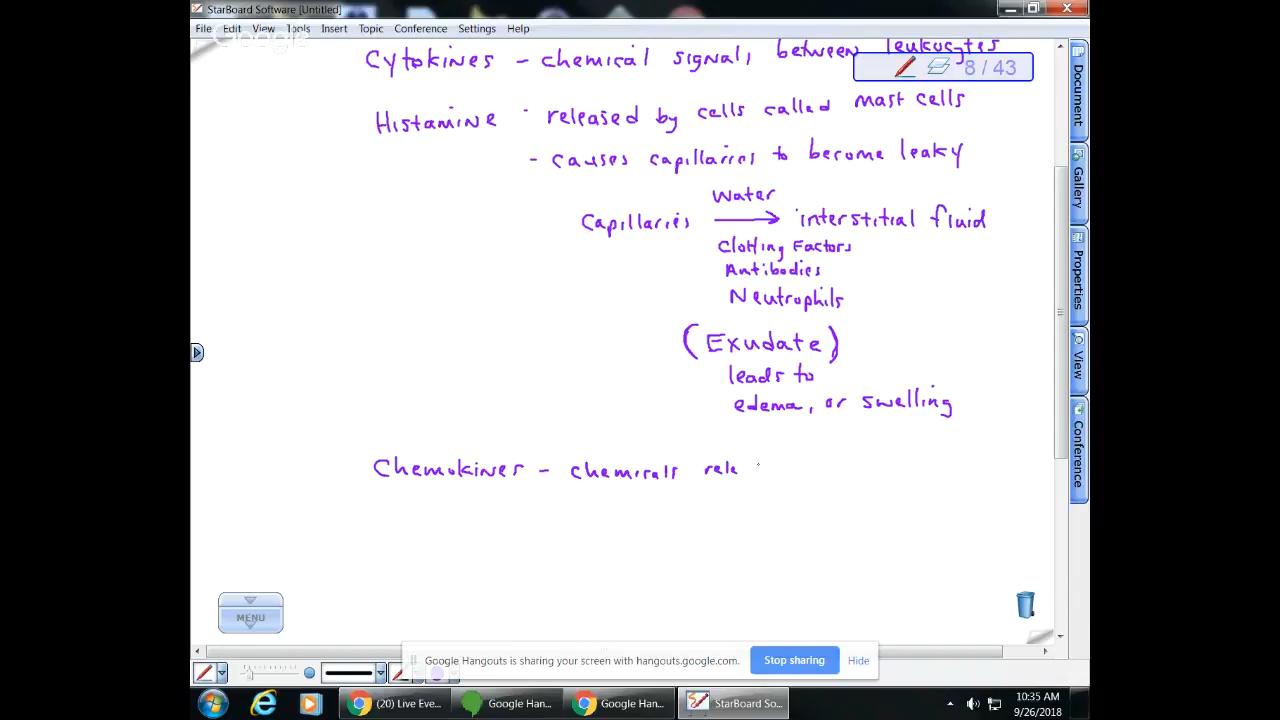 StarBoard Software [Untitled]
File Edit View Tools Insert Topic Conference Settings Help
Google
Cytokines - chemical signals between leukocytes
8 / 43
Histamine - released by cells called mast cells
- causes capillaries to become leaky
Water
Capillaries → interstitial fluid
Clotting Factors
Antibodies
Neutrophils
(Exudate)
leads to
edema, or swelling
Chemokines - chemicals rele
Document
Gallery
Properties
View
Conference
MENU
Google Hangouts is sharing your screen with hangouts.google.com. Stop sharing Hide
(20) Live Eve... Google Han... Google Han... StarBoard So...
10:35 AM
9/26/2018